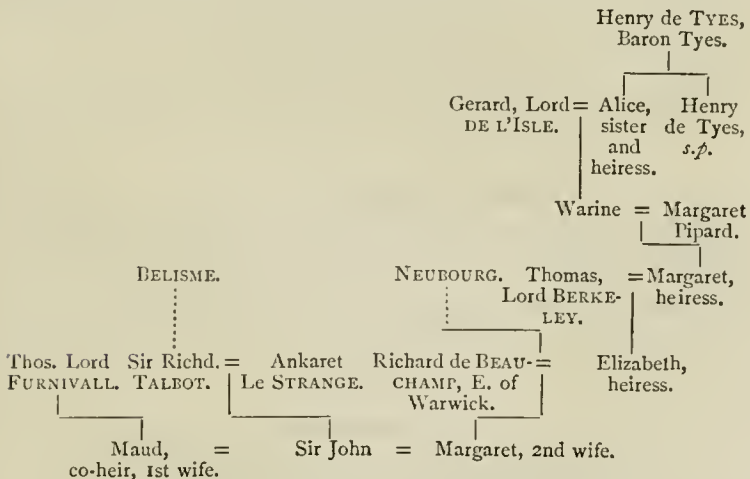 Henry de TYES,
Baron Tyes.
Gerard, Lord = Alice, Henry
DE L'ISLE. sister de Tyes,
and s.p.
heiress.
Warine = Margaret
Pipard.
BELISME. NEUBOURG. Thomas, = Margaret,
Lord BERKE- heiress.
LEY.
Thos. Lord Sir Richd. = Ankaret Richard de BEAU- = Elizabeth,
FURNIVALL. TALBOT. Le STRANGE. CHAMP, E. of heiress.
Warwick.
Maud, = Sir John = Margaret, 2nd wife.
co-heir, 1st wife.